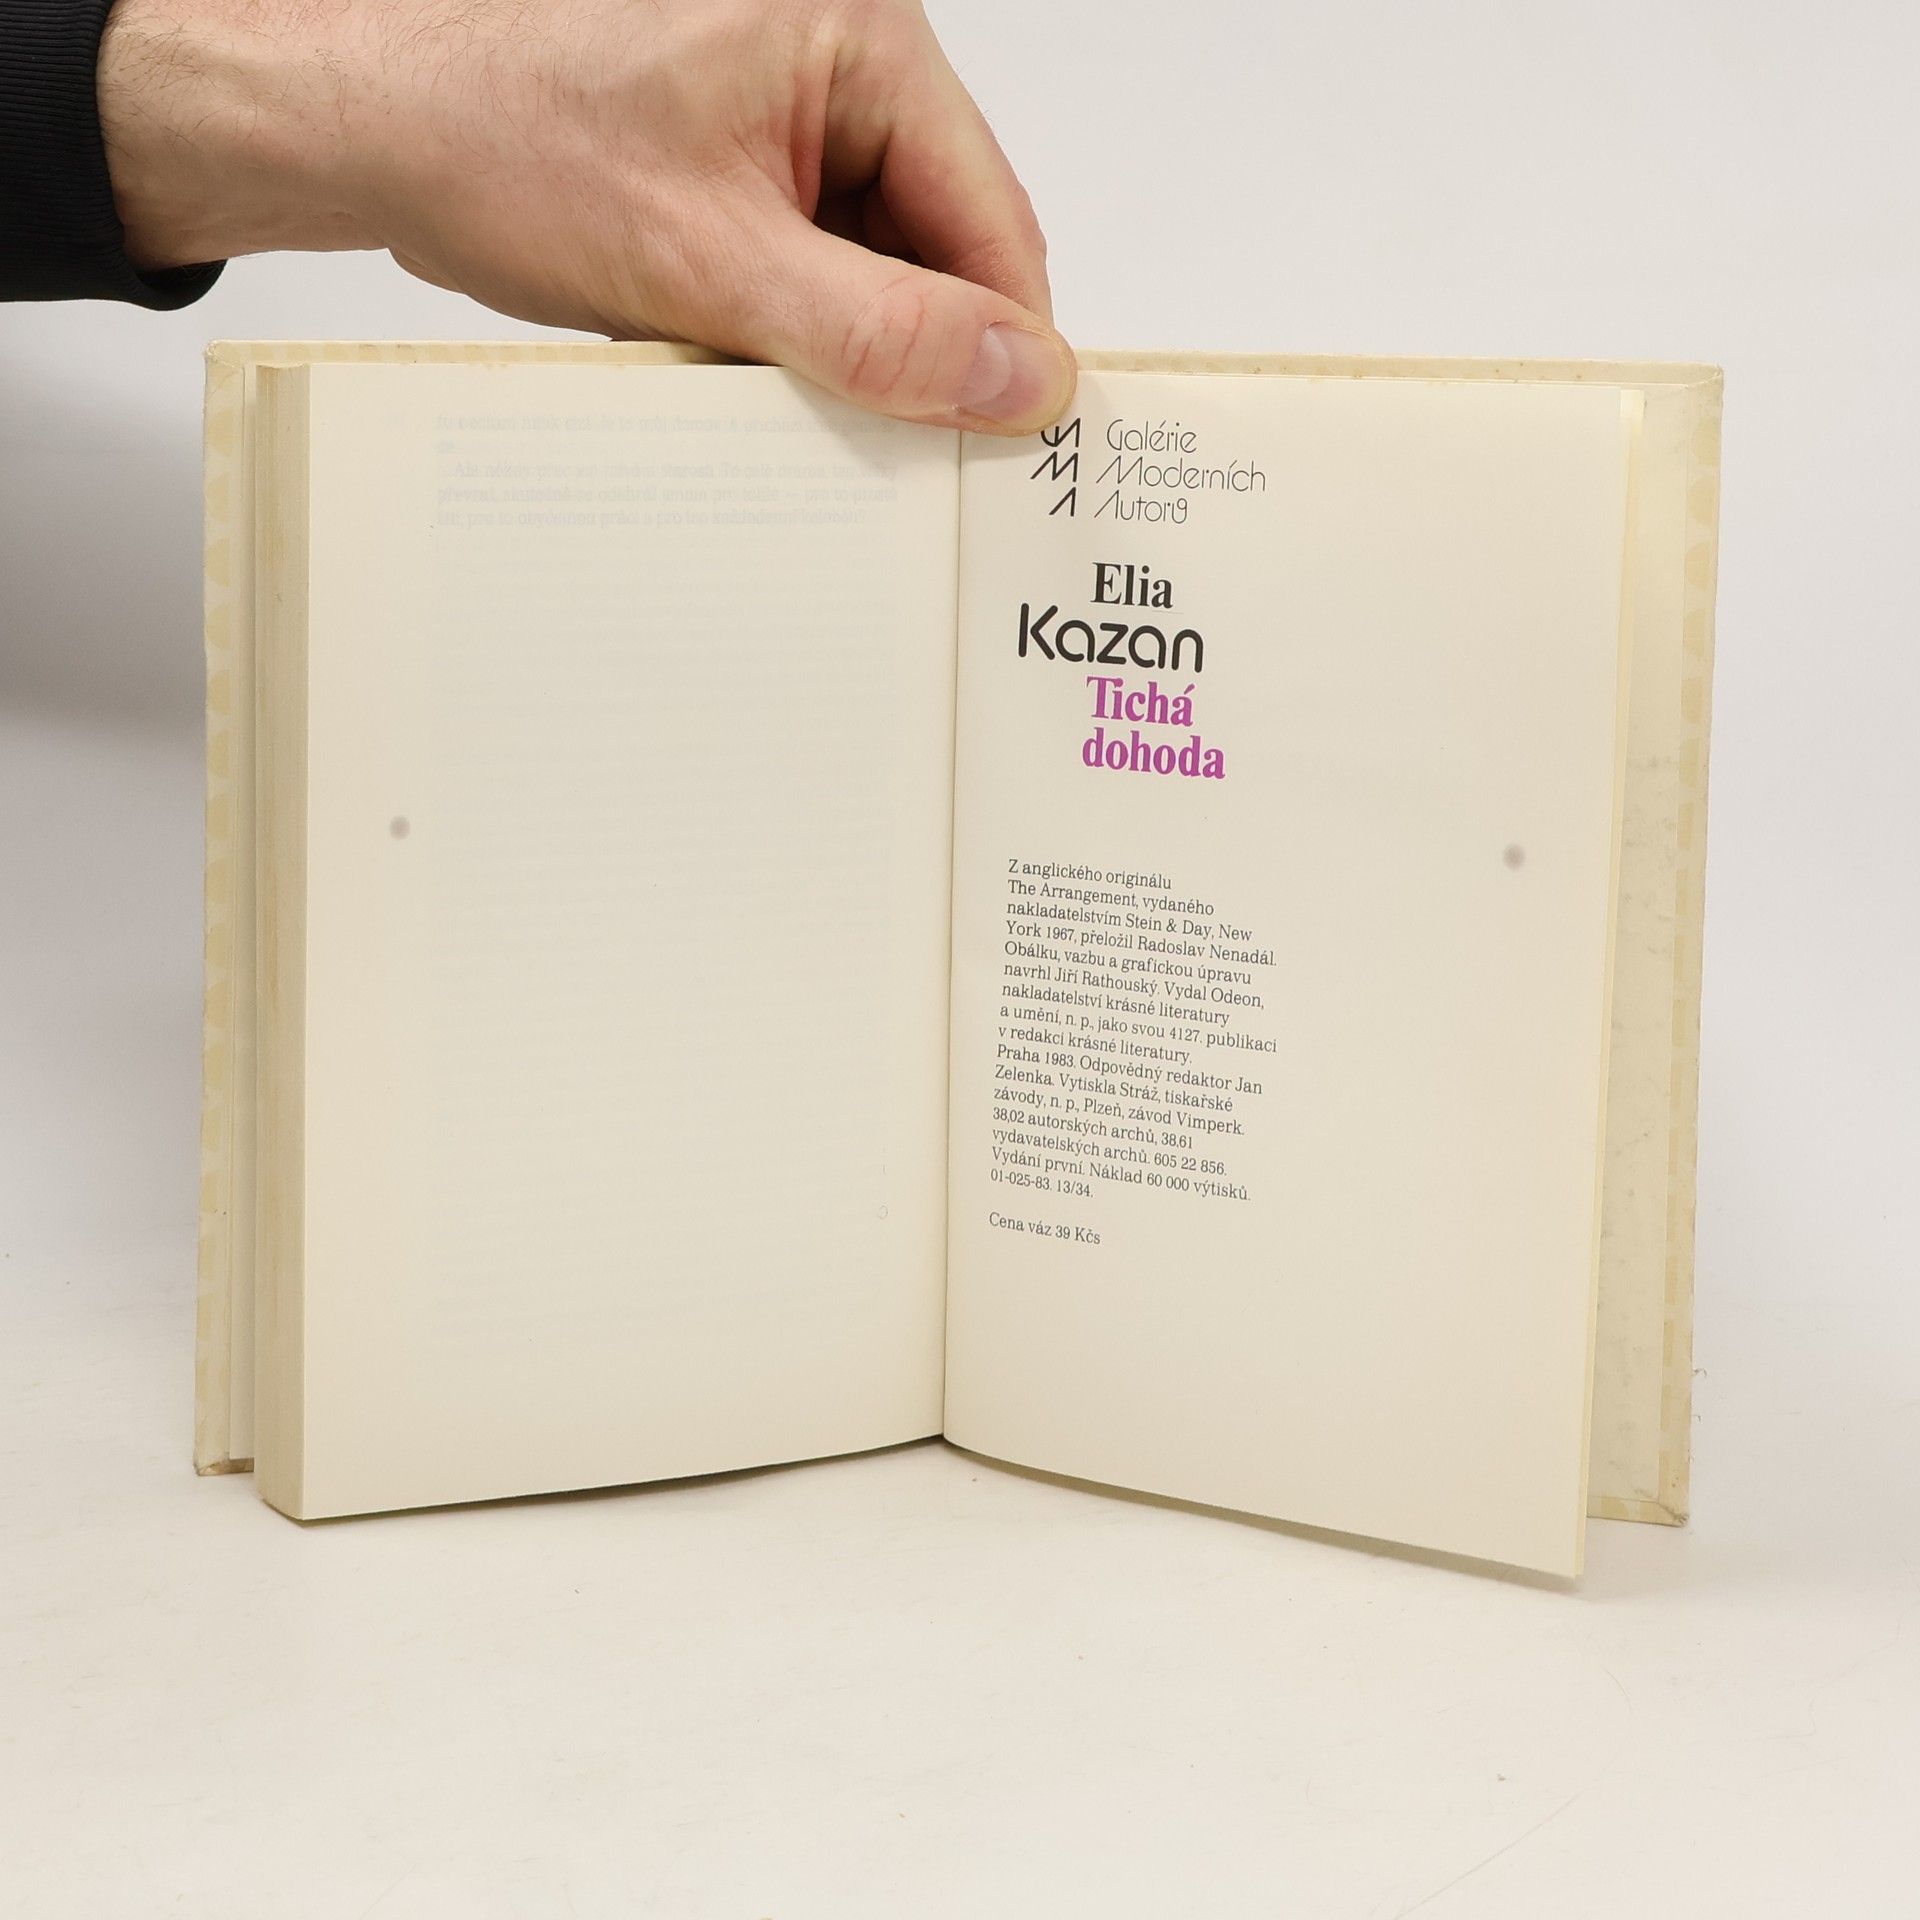 GMA
Galérie
Moderních
Autorů
Elia
Kazan
Tichá
dohoda
Z anglického originálu
The Arrangement, vydaného
nakladatelstvím Stein & Day, New
York 1967, přeložil Radoslav Nenadál.
Obálku, vazbu a grafickou úpravu
navrhl Jiří Rathouský. Vydal Odeon,
nakladatelství krásné literatury
a umění, n. p., jako svou 4127. publikaci
v redakci krásné literatury.
Praha 1983. Odpovědný redaktor Jan
Zelenka. Vytiskla Stráž, tiskařské
závody, n. p., Plzeň, závod Vimperk.
38,02 autorských archů, 38,61
vydavatelských archů. 605 22 856.
Vydání první. Náklad 60 000 výtisků.
01-025-83. 13/34.
Cena váz 39 Kčs